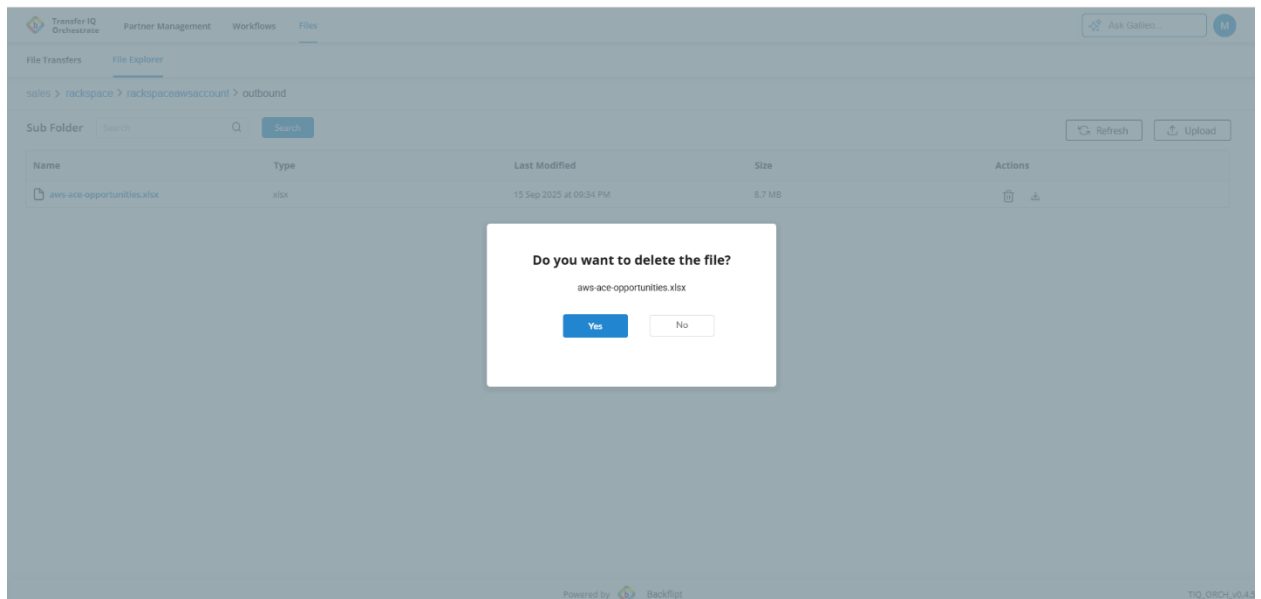 Transfer IQ
Orchestrate
Partner Management Workflows Files
Ask Galileo...
M
File Transfers File Explorer
sales > rackspace > rackspaceawsaccount > outbound
Sub Folder Search Search Refresh Upload
Name Type Last Modified Size Actions
aws-ace-opportunities.xlsx xlsx 15 Sep 2025 at 09:34 PM 8.7 MB
Do you want to delete the file?
aws-ace-opportunities.xlsx
Yes No
Powered by Backflipt
TIQ_ORCH_v0.4.5